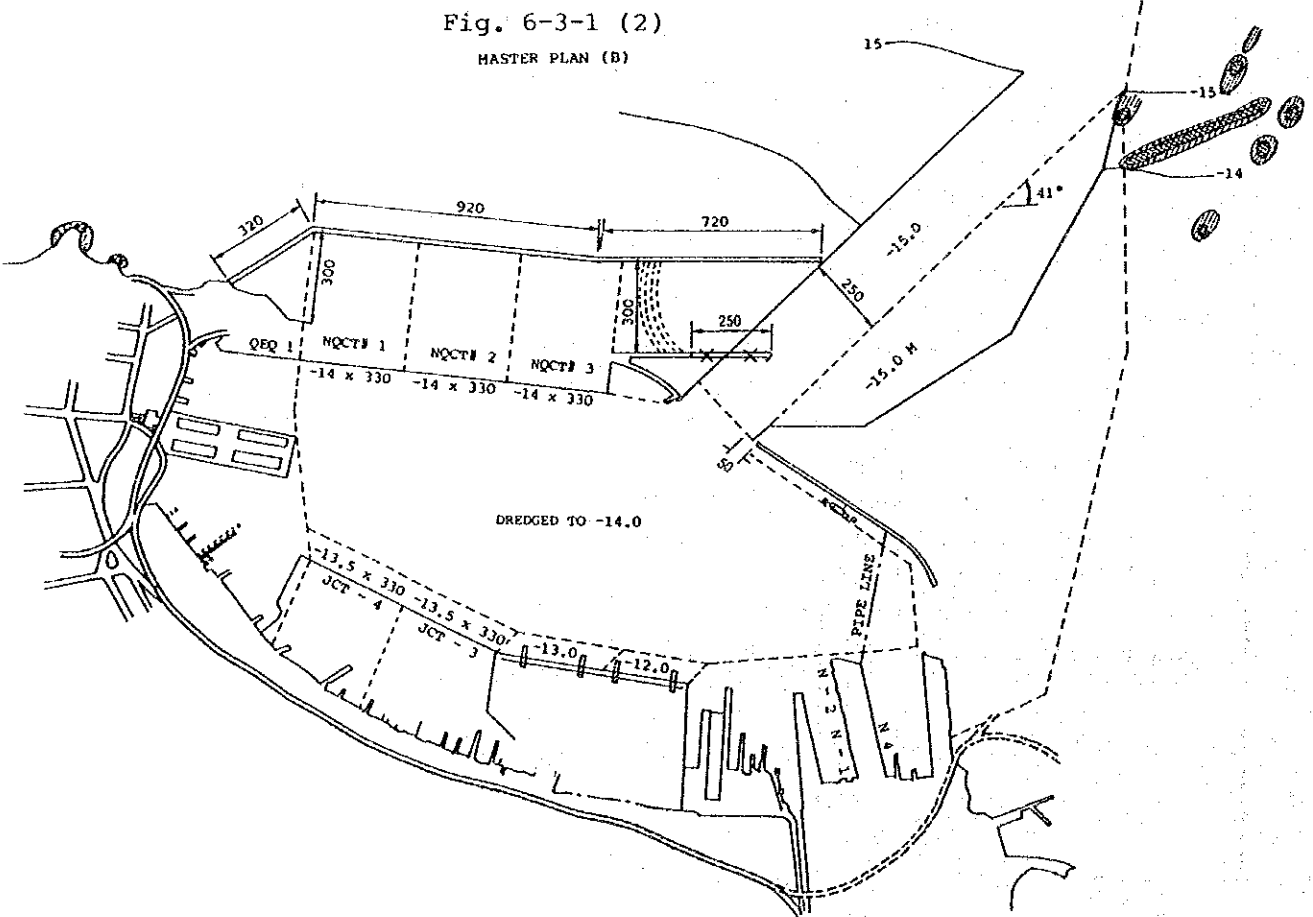 Fig. 6-3-1 (2)
MASTER PLAN (B)
15
-15
-14
41°
920
720
320
300
300
250
250
-15.0
-15.0 M
QEQ 1
NQCT# 1
NQCT# 2
NQCT# 3
-14 x 330
-14 x 330
-14 x 330
50
DREDGED TO -14.0
PIPE LINE
-13.5 x 330
-13.5 x 330
JCT - 4
JCT - 3
-13.0
-12.0
N - 2
N - 1
N 4